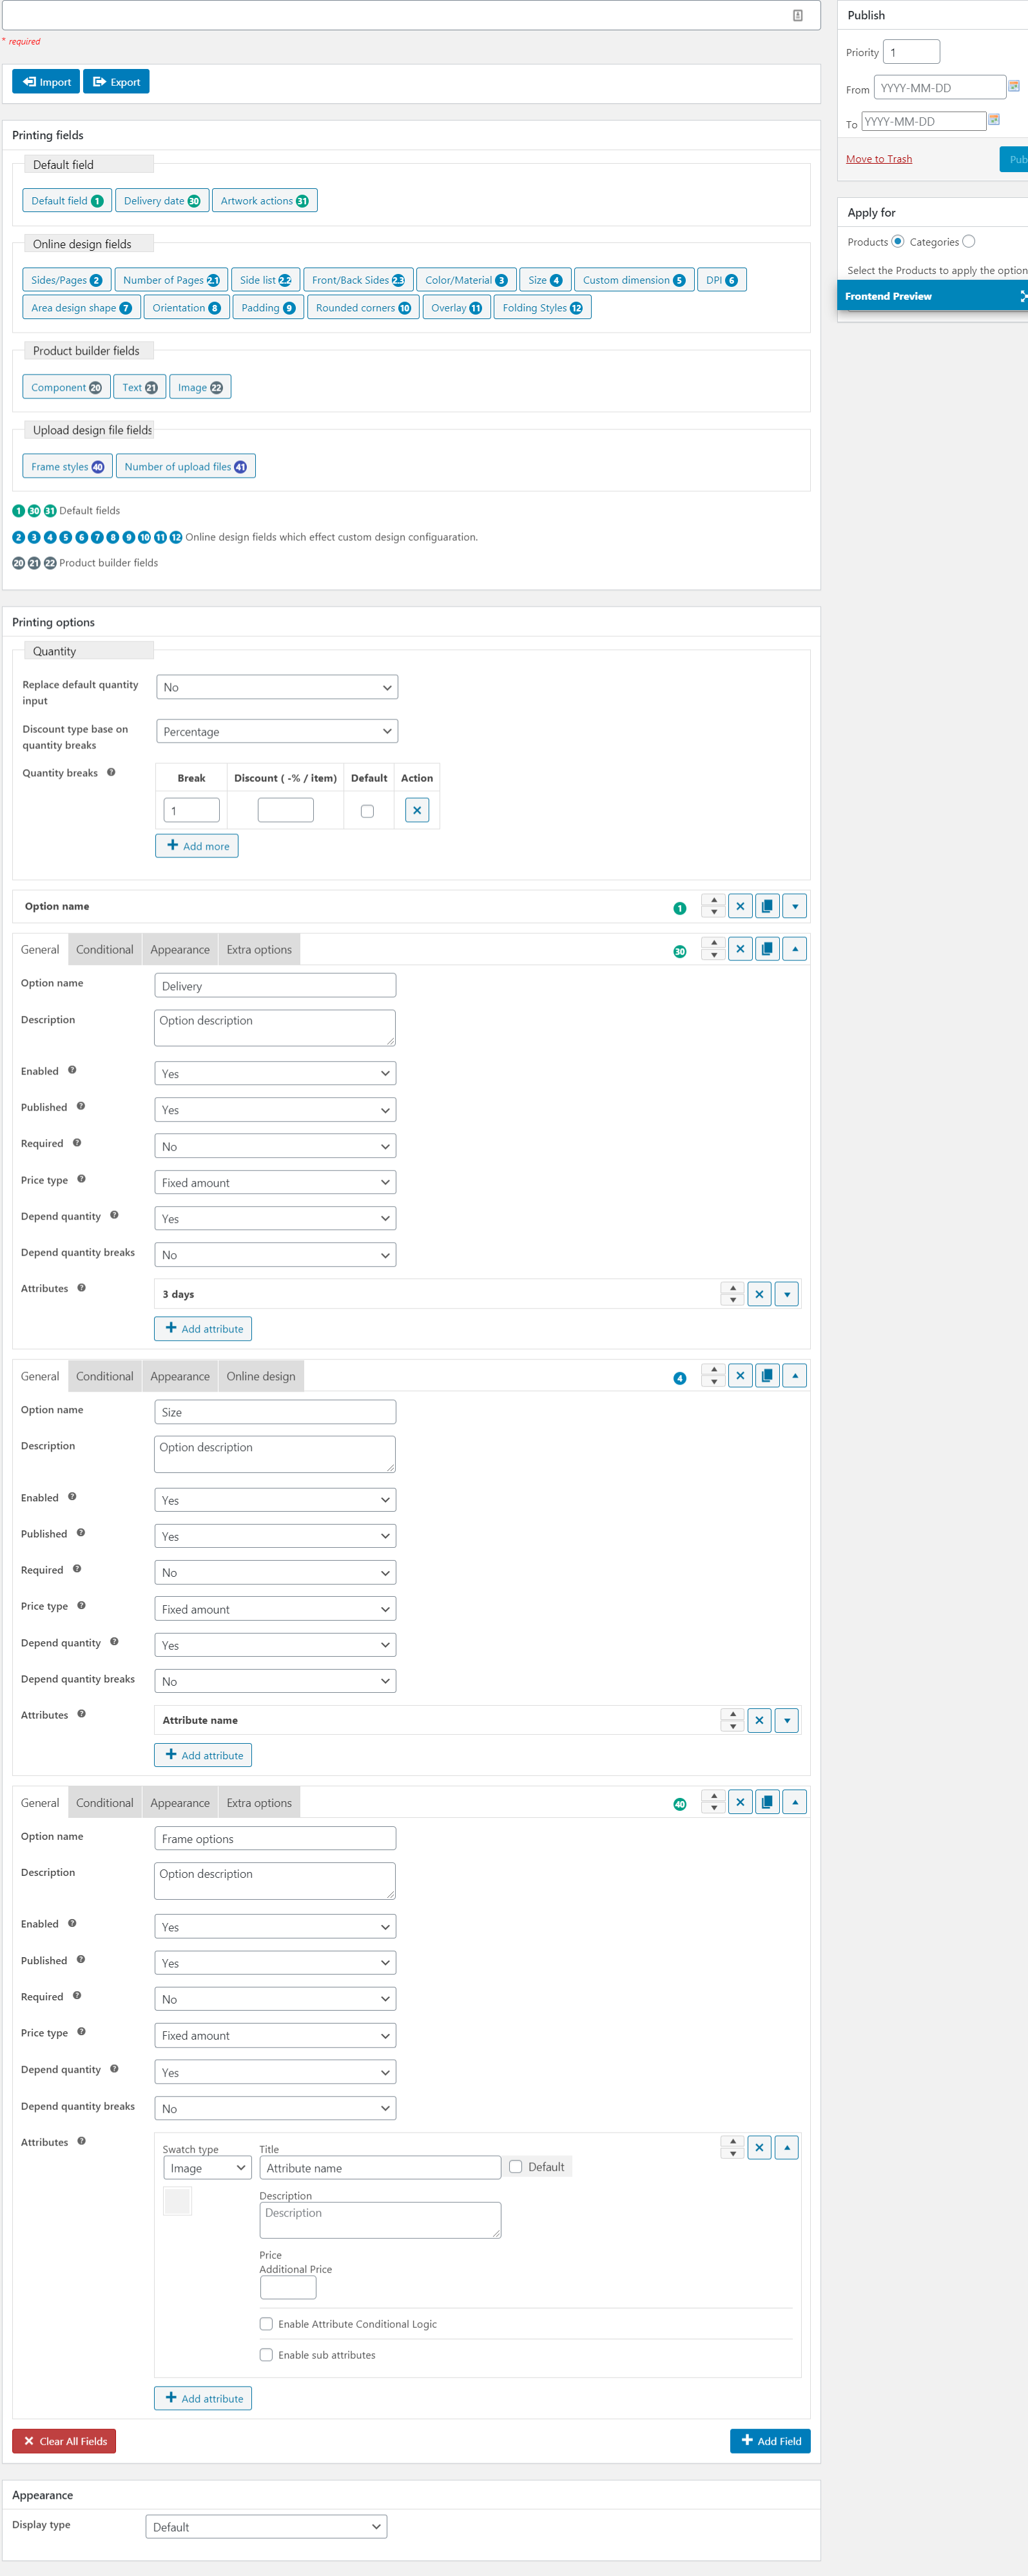 * required
Import Export
Printing fields
Default field
Default field 1 Delivery date 30 Artwork actions 31
Online design fields
Sides/Pages 2 Number of Pages 2.1 Side list 2.2 Front/Back Sides 2.3 Color/Material 3 Size 4 Custom dimension 5 DPI 6
Area design shape 7 Orientation 8 Padding 9 Rounded corners 10 Overlay 11 Folding Styles 12
Product builder fields
Component 20 Text 21 Image 22
Upload design file fields
Frame styles 40 Number of upload files 41
1 30 31 Default fields
2 3 4 5 6 7 8 9 10 11 12 Online design fields which effect custom design configuaration.
20 21 22 Product builder fields
Printing options
Quantity
Replace default quantity
input
No
Discount type base on
quantity breaks
Percentage
Quantity breaks
Break Discount ( -% / item) Default Action
1
Add more
Option name 1
General Conditional Appearance Extra options 30
Option name Delivery
Description Option description
Enabled Yes
Published Yes
Required No
Price type Fixed amount
Depend quantity Yes
Depend quantity breaks No
Attributes 3 days
Add attribute
General Conditional Appearance Online design 4
Option name Size
Description Option description
Enabled Yes
Published Yes
Required No
Price type Fixed amount
Depend quantity Yes
Depend quantity breaks No
Attributes Attribute name
Add attribute
General Conditional Appearance Extra options 40
Option name Frame options
Description Option description
Enabled Yes
Published Yes
Required No
Price type Fixed amount
Depend quantity Yes
Depend quantity breaks No
Attributes
Swatch type Title
Image Attribute name Default
Description
Description
Price
Additional Price
Enable Attribute Conditional Logic
Enable sub attributes
Add attribute
Clear All Fields Add Field
Appearance
Display type Default
Publish
Priority 1
From YYYY-MM-DD
To YYYY-MM-DD
Move to Trash Pub
Apply for
Products Categories
Select the Products to apply the option
Frontend Preview